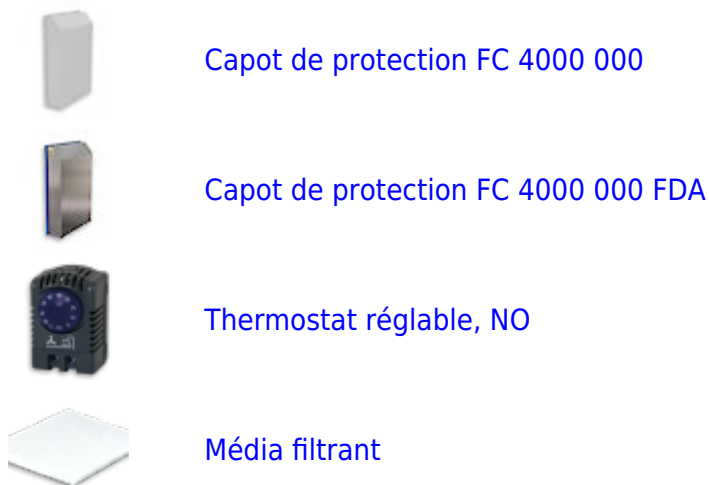 Capot de protection FC 4000 000
Capot de protection FC 4000 000 FDA
Thermostat réglable, NO
Média filtrant